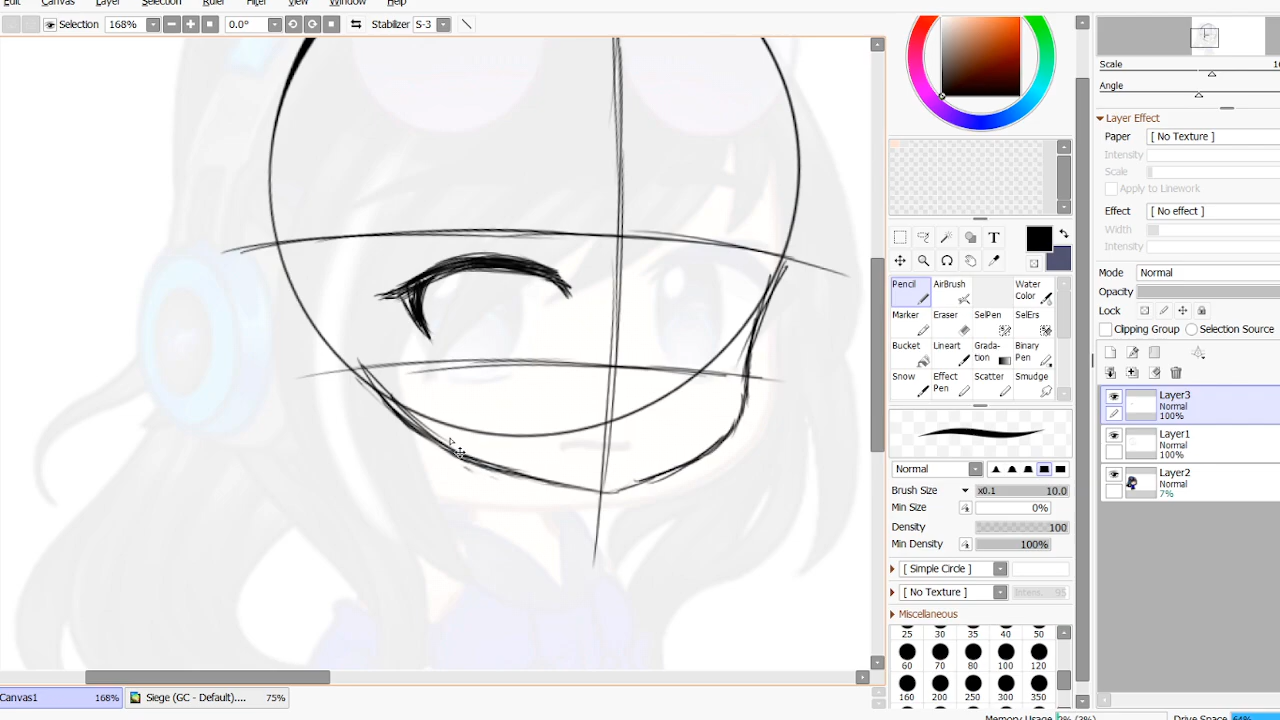 Edit Canvas Layer Selection Ruler Filter View Window Help
Selection 168% 0.0° Stabilizer S-3
Scale
Angle
Layer Effect
Paper [ No Texture ]
Intensity
Scale
Apply to Linework
Effect [ No effect ]
Width
Intensity
Mode Normal
Opacity
Lock
Clipping Group Selection Source
T
Pencil AirBrush Water Color
Marker Eraser SelPen SelErs
Bucket Lineart Grada-tion Binary Pen
Snow Effect Pen Scatter Smudge
Layer3
Normal
100%
Layer1
Normal
100%
Layer2
Normal
7%
Normal
Brush Size x0.1 10.0
Min Size 0%
Density 100
Min Density 100%
[ Simple Circle ]
[ No Texture ] Intens. 95
Miscellaneous
25 30 35 40 50
60 70 80 100 120
160 200 250 300 350
Canvas1 168% Siege (GC - Default).... 75%
Memory Usage Drive Space 64%